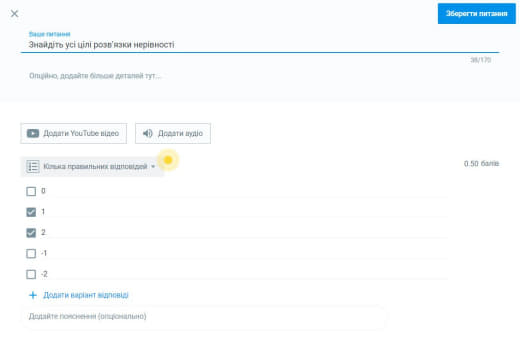 Зберегти питання
Ваше питання
Знайдіть усі цілі розв'язки нерівності
38/170
Опційно, додайте більше деталей тут...
Додати YouTube відео
Додати аудіо
Кілька правильних відповідей
0.50 балів
0
1
2
-1
-2
+ Додати варіант відповіді
Додайте пояснення (опціонально)